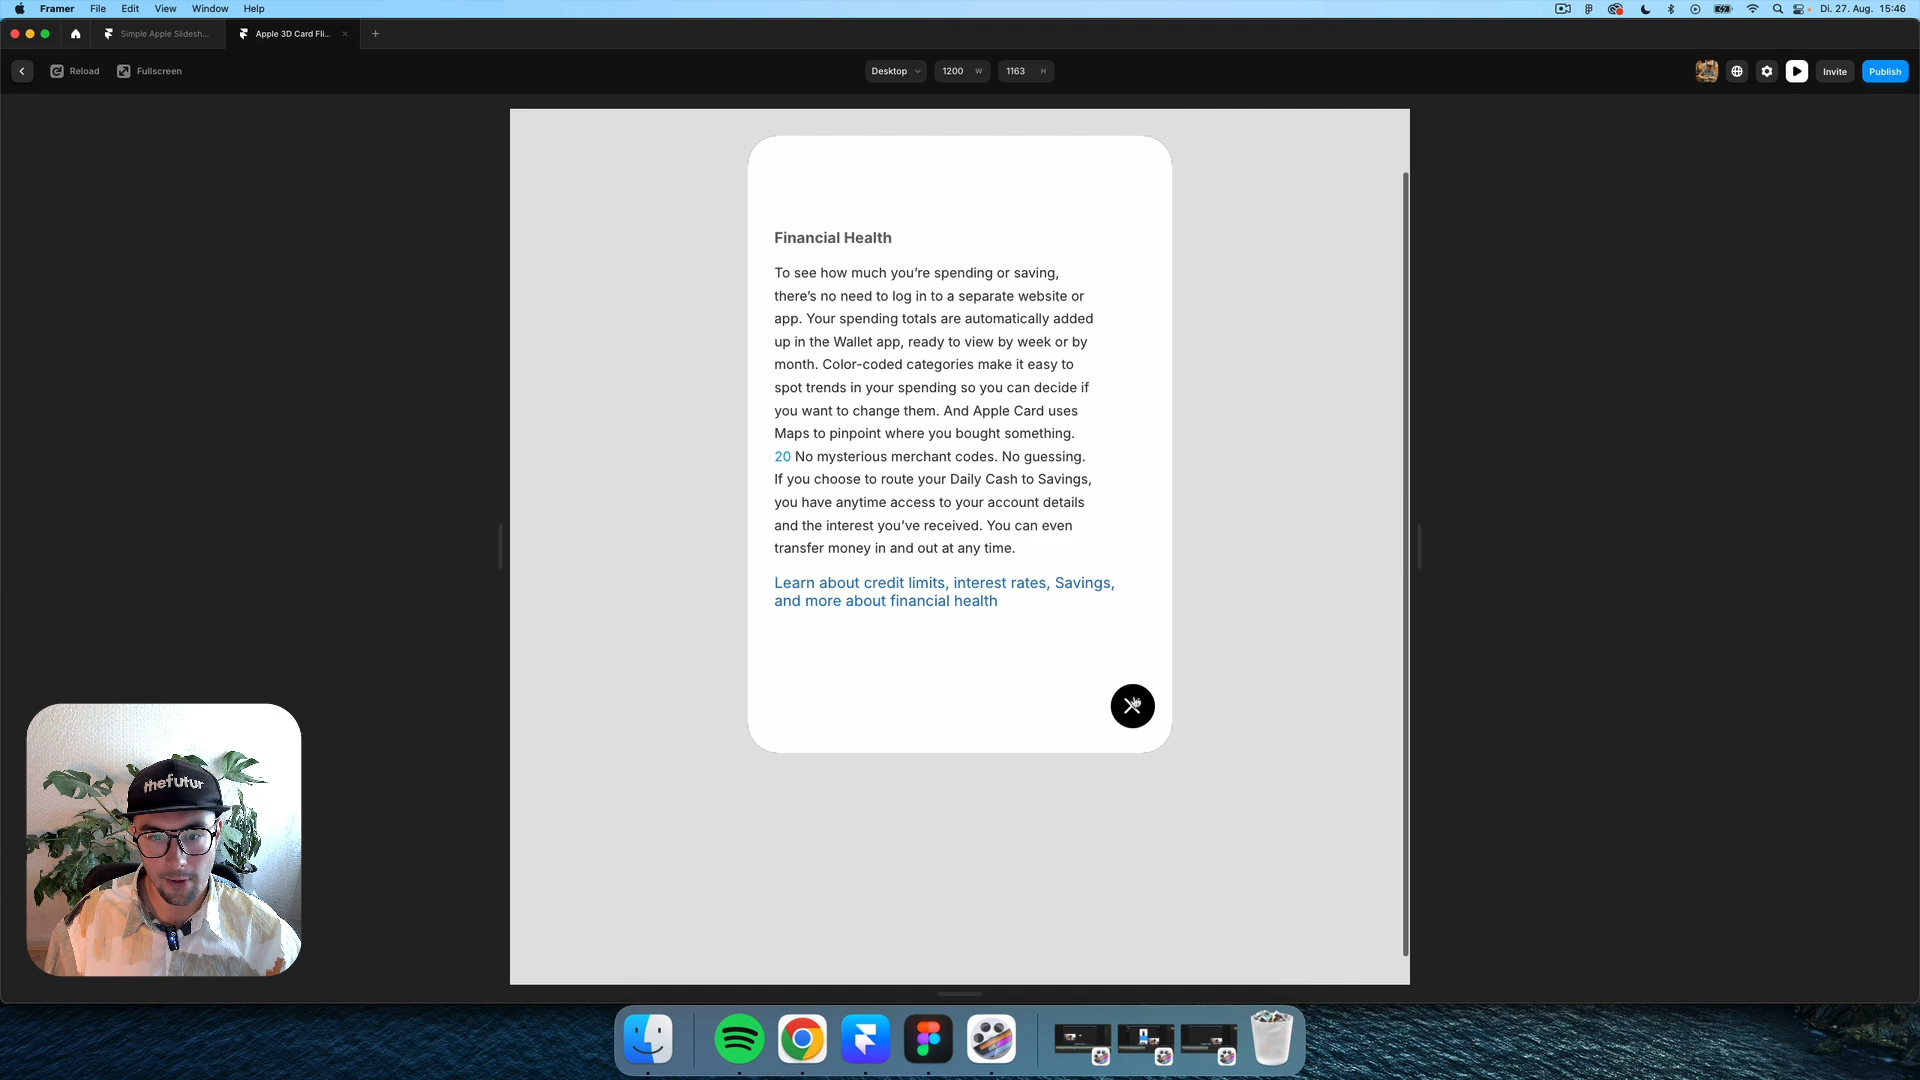 Framer File Edit View Window Help
Di. 27. Aug. 15:46
Simple Apple Slidesh...
Apple 3D Card Fli...
Reload
Fullscreen
Desktop
1200 W
1163 H
Invite
Publish
Financial Health
To see how much you’re spending or saving,
there’s no need to log in to a separate website or
app. Your spending totals are automatically added
up in the Wallet app, ready to view by week or by
month. Color-coded categories make it easy to
spot trends in your spending so you can decide if
you want to change them. And Apple Card uses
Maps to pinpoint where you bought something.
20 No mysterious merchant codes. No guessing.
If you choose to route your Daily Cash to Savings,
you have anytime access to your account details
and the interest you’ve received. You can even
transfer money in and out at any time.
Learn about credit limits, interest rates, Savings,
and more about financial health
thefutur